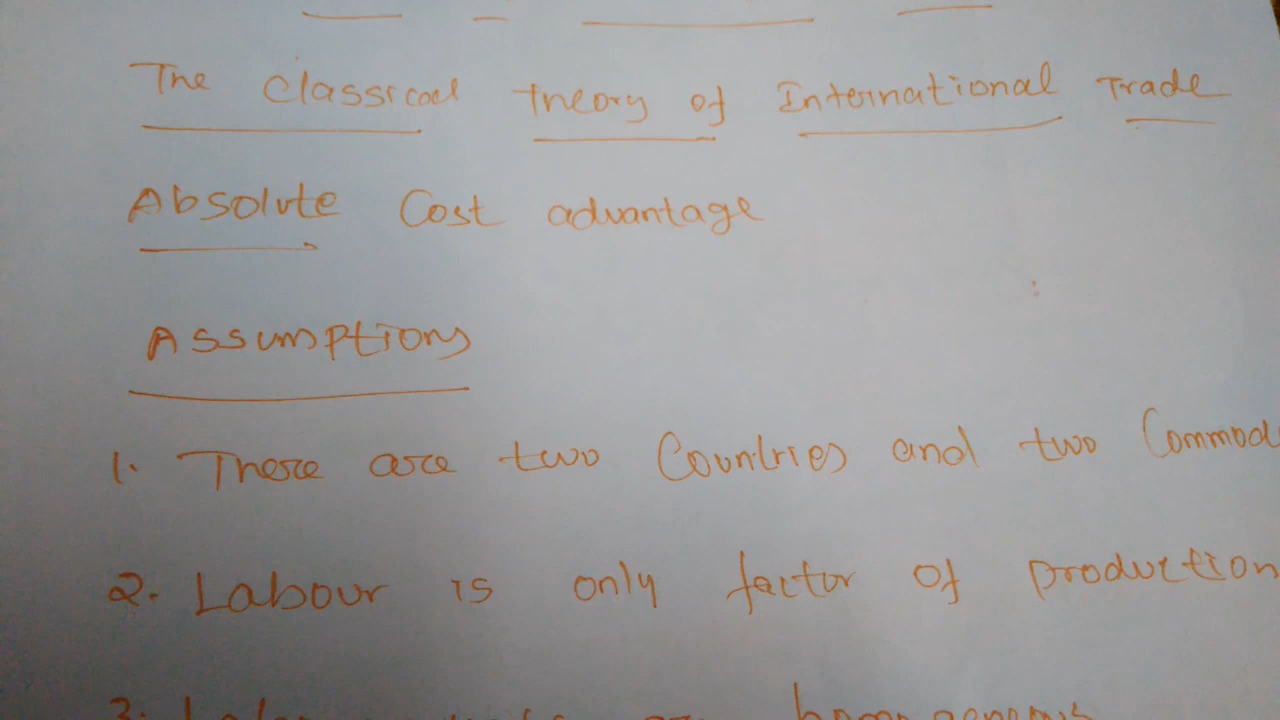 The classical theory of International Trade
Absolute Cost advantage
Assumptions
1. There are two Countries and two Commod
2. Labour is only factor of production
3.